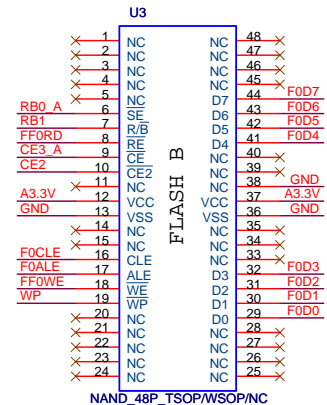 U3
1 NC NC 48
2 NC NC 47
3 NC NC 46
4 NC NC 45
5 NC D7 44 F0D7
RB0_A 6 SE D6 43 F0D6
RB1 7 R/B D5 42 F0D5
FF0RD 8 RE D4 41 F0D4
CE3_A 9 CE NC 40
CE2 10 CE2 NC 39
11 NC NC 38 GND
A3.3V 12 VCC VCC 37 A3.3V
GND 13 VSS VSS 36 GND
14 NC NC 35
15 NC NC 34
F0CLE 16 CLE NC 33
F0ALE 17 ALE D3 32 F0D3
FF0WE 18 WE D2 31 F0D2
WP 19 WP D1 30 F0D1
20 NC D0 29 F0D0
21 NC NC 28
22 NC NC 27
23 NC NC 26
24 NC NC 25
FLASH B
NAND_48P_TSOP/WSOP/NC